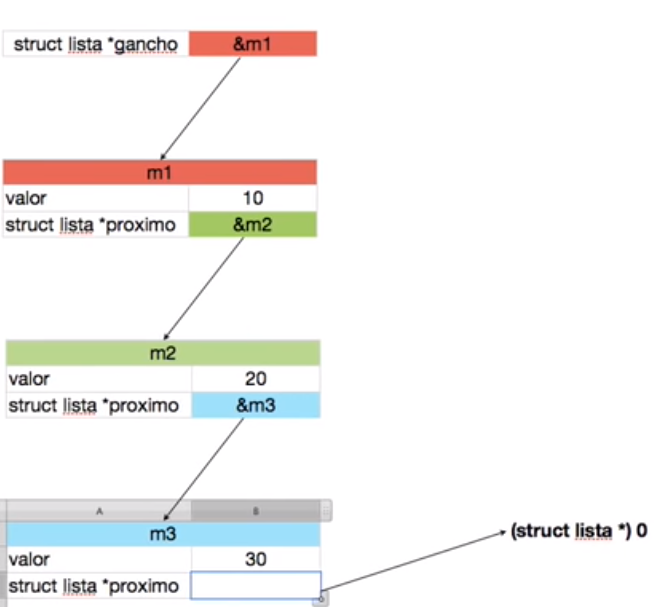 struct lista *gancho &m1
m1
valor 10
struct lista *proximo &m2
m2
valor 20
struct lista *proximo &m3
A B
m3
valor 30
struct lista *proximo
(struct lista *) 0